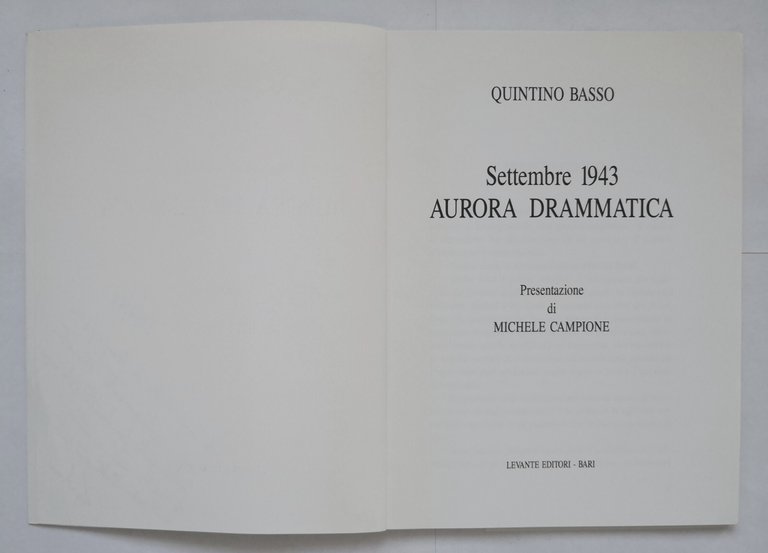 QUINTINO BASSO
Settembre 1943
AURORA DRAMMATICA
Presentazione
di
MICHELE CAMPIONE
LEVANTE EDITORI - BARI